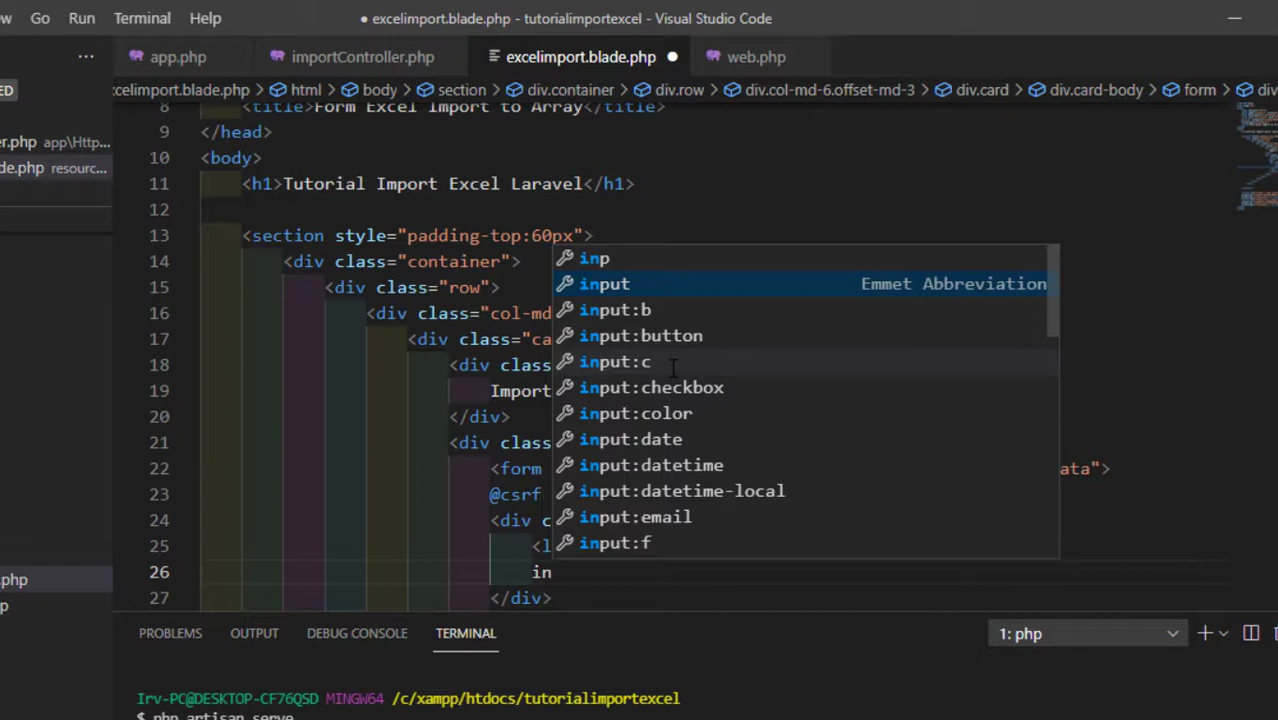 Go Run Terminal Help
● excelimport.blade.php - tutorialimportexcel - Visual Studio Code
app.php importController.php excelimport.blade.php web.php
excelimport.blade.php > html > body > section > div.container > div.row > div.col-md-6.offset-md-3 > div.card > div.card-body > form >
8 <title>Form Excel Import to Array</title>
9 </head>
10 <body>
11 <h1>Tutorial Import Excel Laravel</h1>
12
13 <section style="padding-top:60px">
14 <div class="container">
15 <div class="row">
16 <div class="col-md
17 <div class="ca
18 <div class
19 Import
20 </div>
21 <div class
22 <form ata">
23 @csrf
24 <div c
25 <l
26 in
27 </div>
inp
input Emmet Abbreviation
input:b
input:button
input:c
input:checkbox
input:color
input:date
input:datetime
input:datetime-local
input:email
input:f
er.php app\Http...
de.php resourc...
.php
PROBLEMS OUTPUT DEBUG CONSOLE TERMINAL 1: php
Irv-PC@DESKTOP-CF76QSD MINGW64 /c/xampp/htdocs/tutorialimportexcel
$ php artisan serve